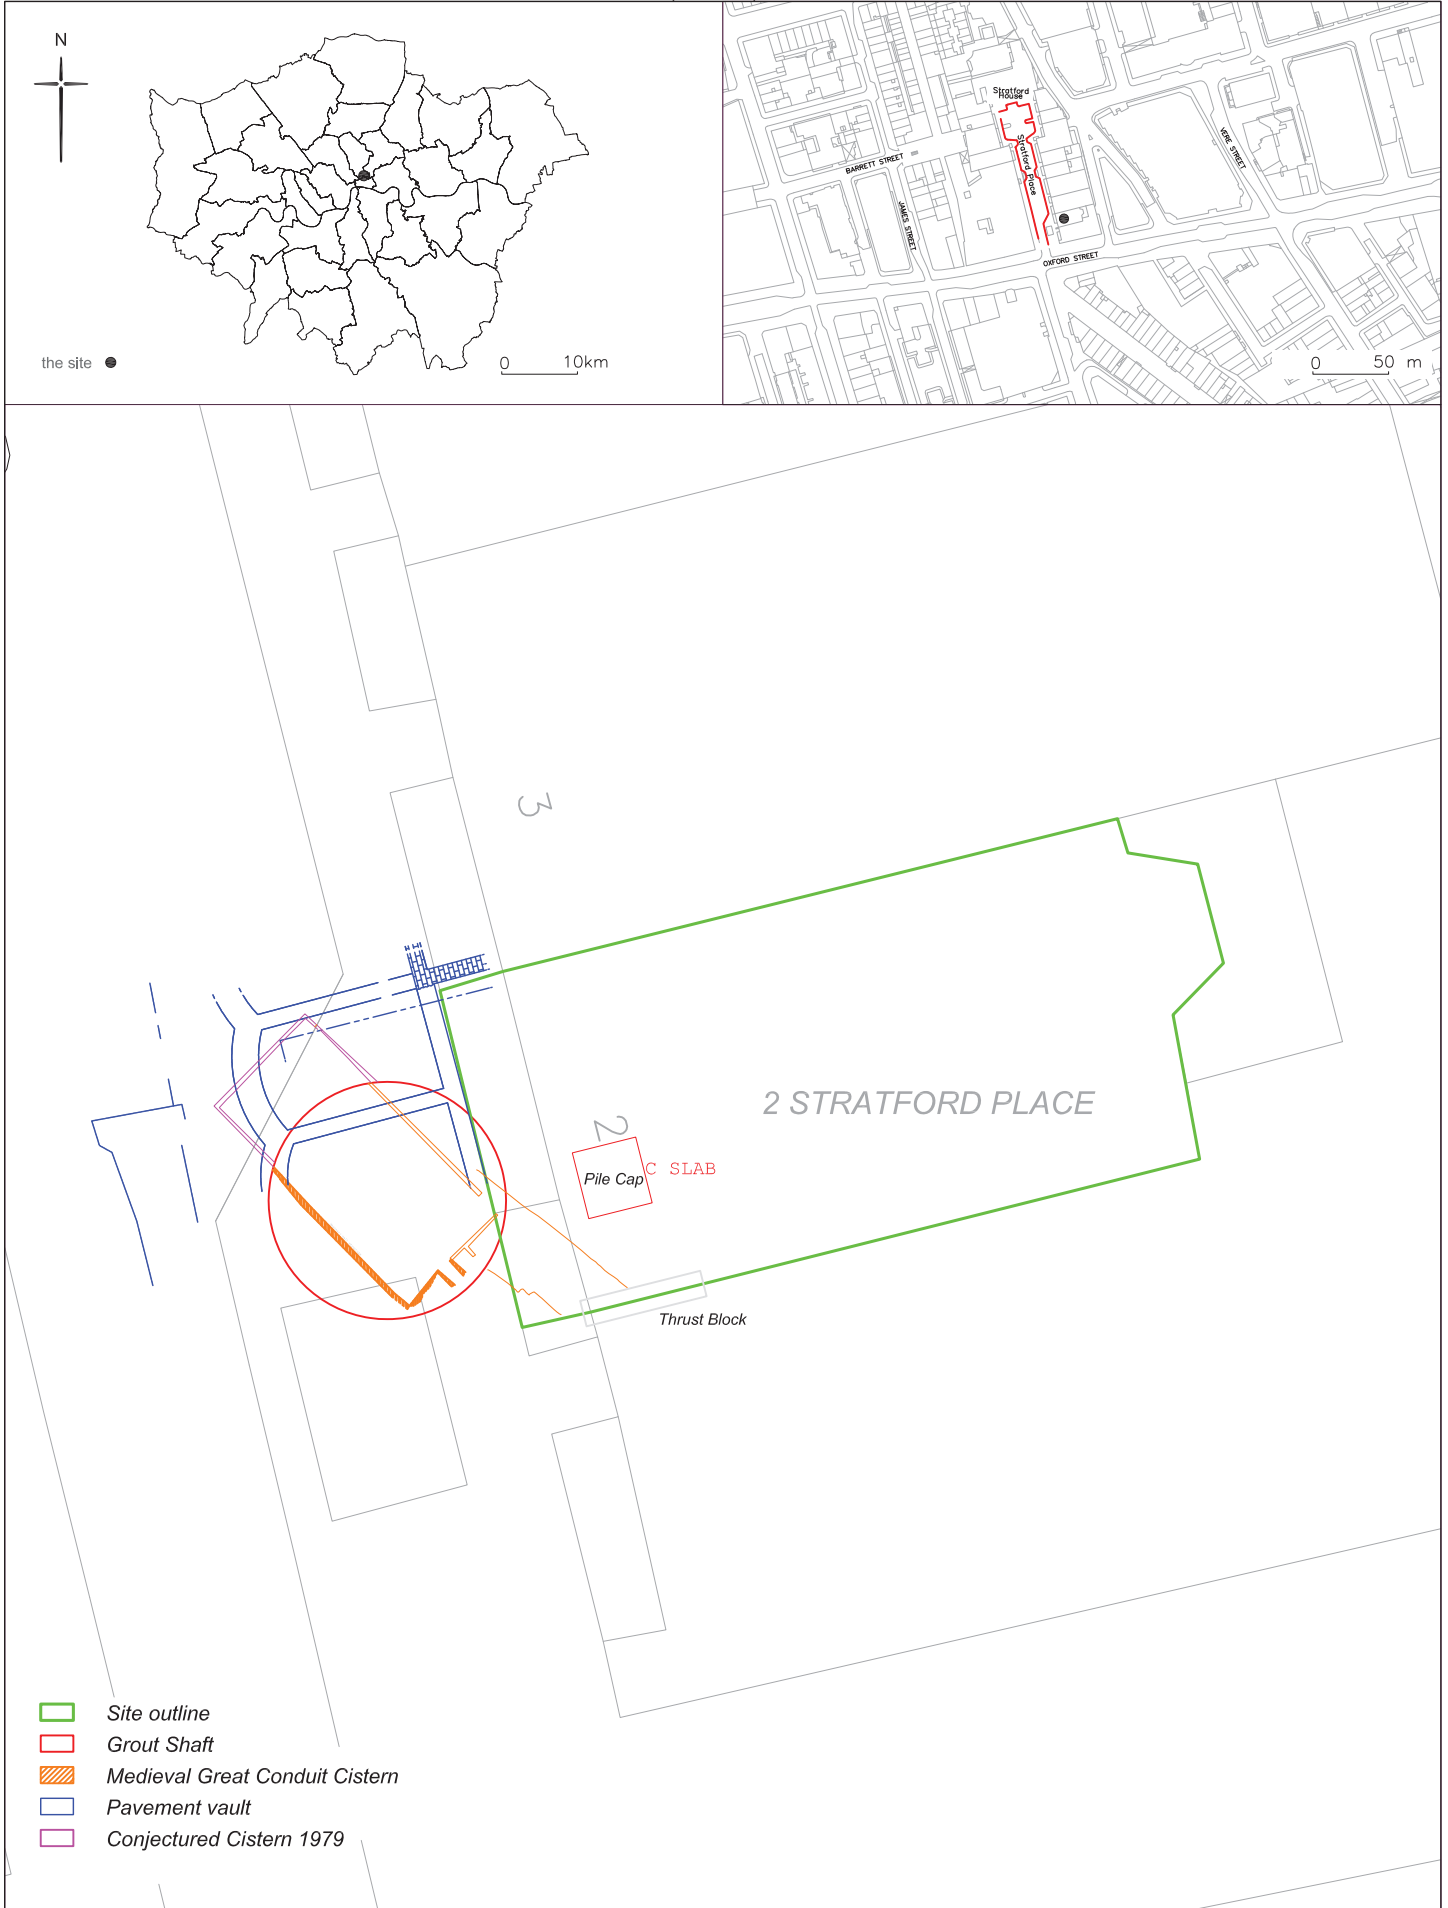 N
the site
0 10km
Stratford
House
Stratford Place
BARRETT STREET
JAMES STREET
VERE STREET
OXFORD STREET
0 50 m
3
2
2 STRATFORD PLACE
C SLAB
Pile Cap
Thrust Block
Site outline
Grout Shaft
Medieval Great Conduit Cistern
Pavement vault
Conjectured Cistern 1979